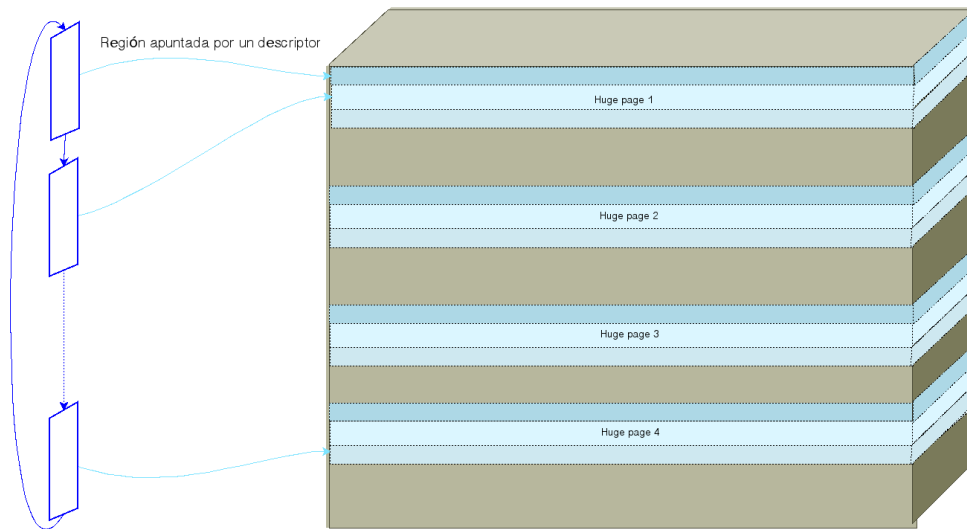 Región apuntada por un descriptor
Huge page 1
Huge page 2
Huge page 3
Huge page 4